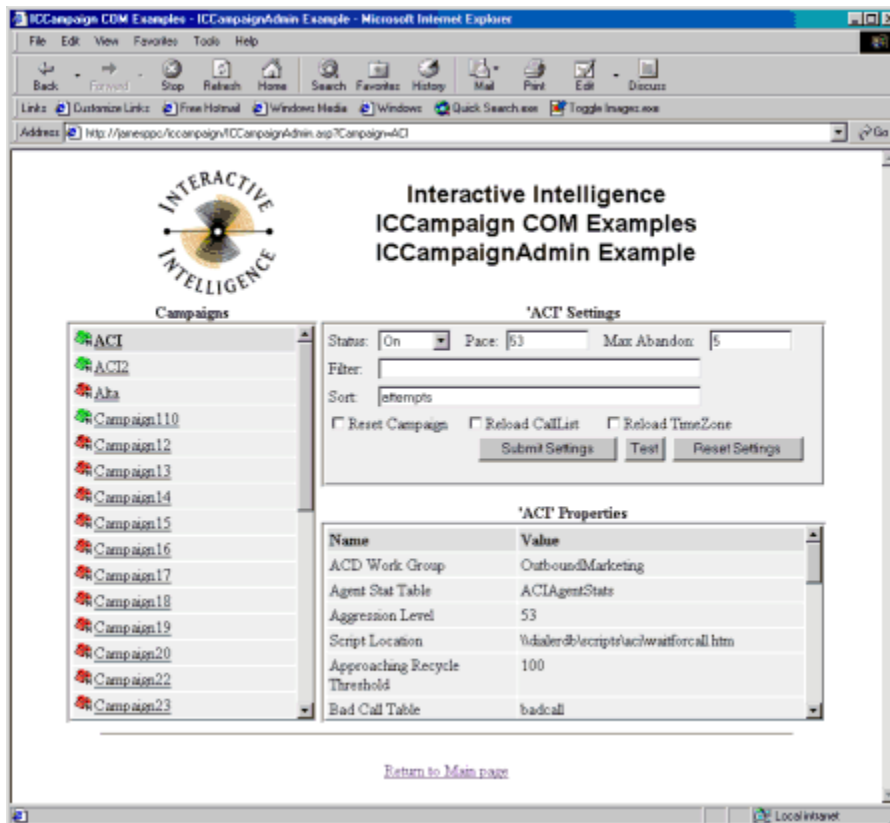 ICCampaign COM Examples - ICCampaignAdmin Example - Microsoft Internet Explorer
File Edit View Favorites Tools Help
Back Forward Stop Refresh Home Search Favorites History Mail Print Edit Discuss
Links Customize Links Free Hotmail Windows Media Windows Quick Search.exe Toggle Images.exe
Address http://jamesppc/iccampaign/ICCampaignAdmin.asp?Campaign=ACI Go
INTERACTIVE
INTELLIGENCE
Interactive Intelligence
ICCampaign COM Examples
ICCampaignAdmin Example
Campaigns
ACI
ACI2
Alta
Campaign110
Campaign12
Campaign13
Campaign14
Campaign15
Campaign16
Campaign17
Campaign18
Campaign19
Campaign20
Campaign22
Campaign23
'ACI' Settings
Status: On Pace: 53 Max Abandon: 5
Filter:
Sort: attempts
Reset Campaign Reload CallList Reload TimeZone
Submit Settings Test Reset Settings
'ACI' Properties
Name Value
ACD Work Group OutboundMarketing
Agent Stat Table ACIAgentStats
Aggression Level 53
Script Location \\dialerdb\scripts\aci\waitforcall.htm
Approaching Recycle Threshold 100
Bad Call Table badcall
Return to Main page
Local intranet